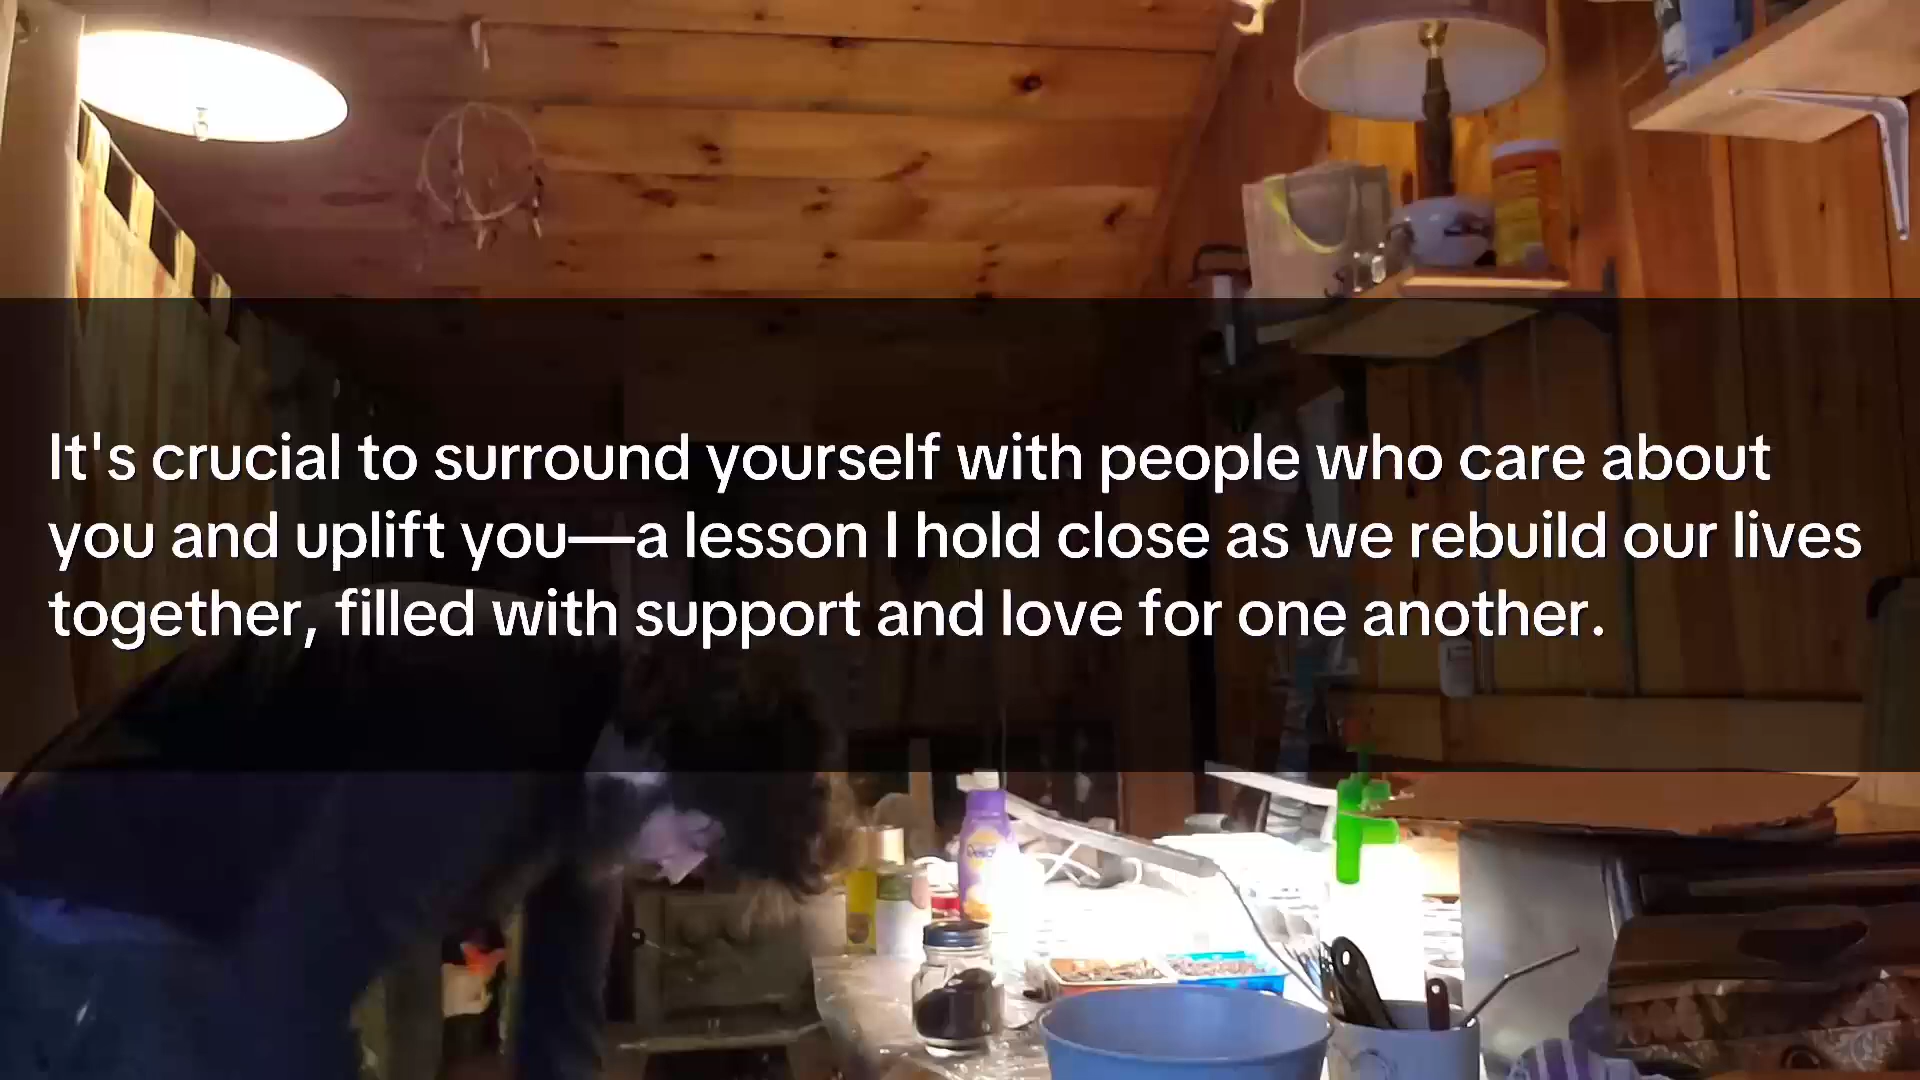 It's crucial to surround yourself with people who care about
you and uplift you—a lesson I hold close as we rebuild our lives
together, filled with support and love for one another.